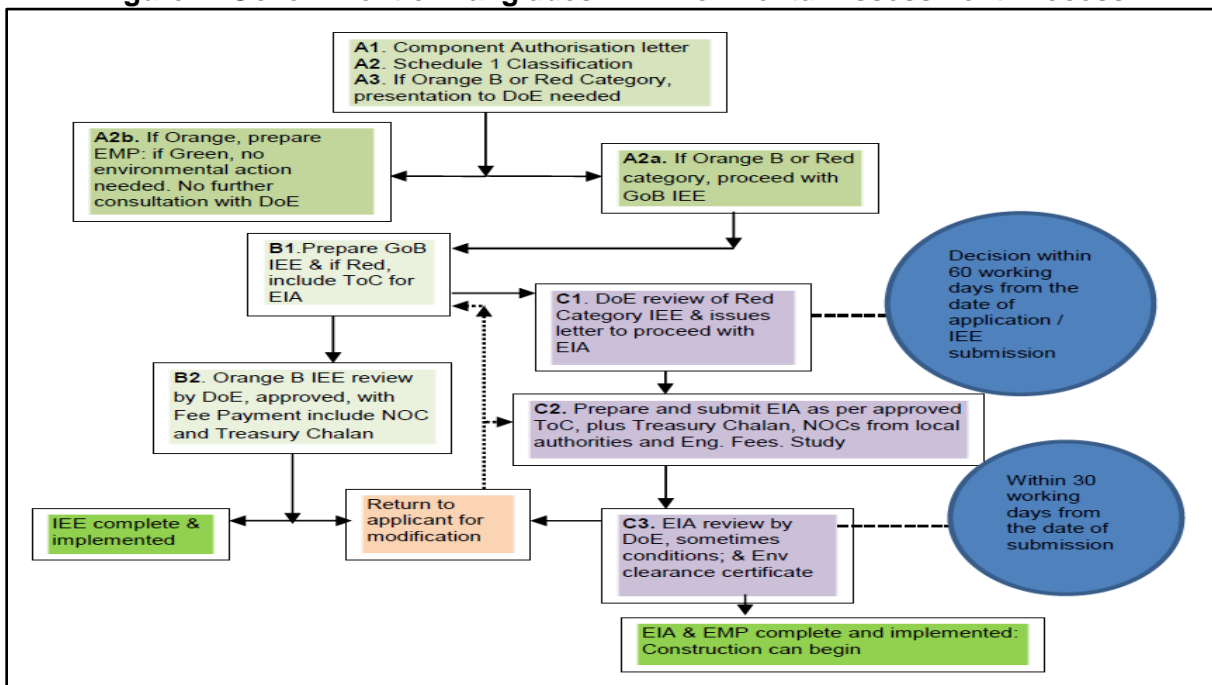 Figure Government of Bangladesh Environmental Assessment Process
A1. Component Authorisation letter
A2. Schedule 1 Classification
A3. If Orange B or Red Category,
presentation to DoE needed
A2b. If Orange, prepare
EMP: if Green, no
environmental action
needed. No further
consultation with DoE
A2a. If Orange B or Red
category, proceed with
GoB IEE
B1.Prepare GoB
IEE & if Red,
include ToC for
EIA
Decision within
60 working
days from the
date of
application /
IEE
submission
C1. DoE review of Red
Category IEE & issues
letter to proceed with
EIA
B2. Orange B IEE review
by DoE, approved, with
Fee Payment include NOC
and Treasury Chalan
C2. Prepare and submit EIA as per approved
ToC, plus Treasury Chalan, NOCs from local
authorities and Eng. Fees. Study
Within 30
working
days from
the date of
submission
IEE complete &
implemented
Return to
applicant for
modification
C3. EIA review by
DoE, sometimes
conditions; & Env
clearance certificate
EIA & EMP complete and implemented:
Construction can begin